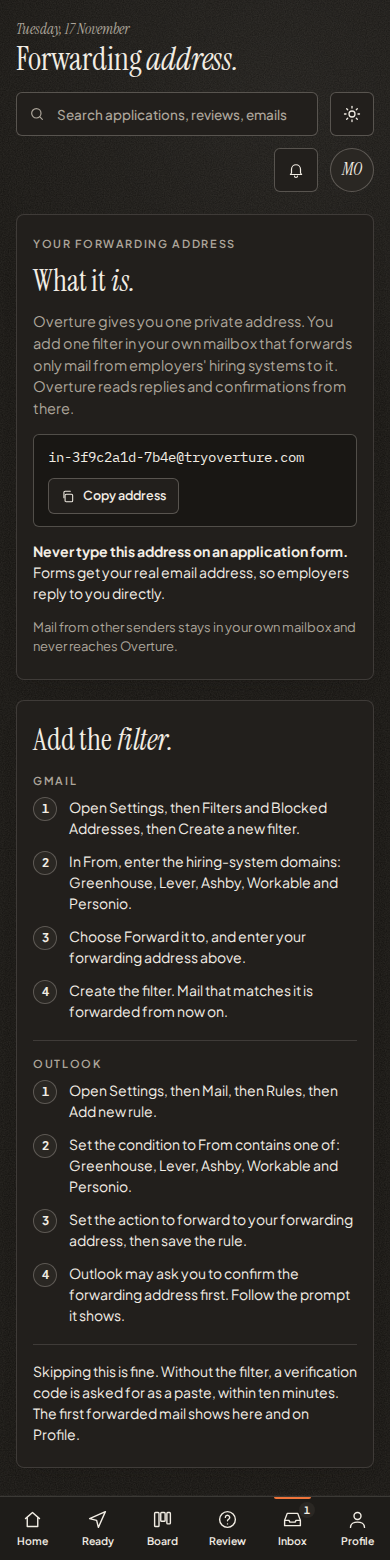 Tuesday, 17 November
Forwarding address.
Search applications, reviews, emails
MO
YOUR FORWARDING ADDRESS
What it is.
Overture gives you one private address. You
add one filter in your own mailbox that forwards
only mail from employers' hiring systems to it.
Overture reads replies and confirmations from
there.
in-3f9c2a1d-7b4e@tryoverture.com
Copy address
Never type this address on an application form.
Forms get your real email address, so employers
reply to you directly.
Mail from other senders stays in your own mailbox and
never reaches Overture.
Add the filter.
GMAIL
1 Open Settings, then Filters and Blocked
Addresses, then Create a new filter.
2 In From, enter the hiring-system domains:
Greenhouse, Lever, Ashby, Workable and
Personio.
3 Choose Forward it to, and enter your
forwarding address above.
4 Create the filter. Mail that matches it is
forwarded from now on.
OUTLOOK
1 Open Settings, then Mail, then Rules, then
Add new rule.
2 Set the condition to From contains one of:
Greenhouse, Lever, Ashby, Workable and
Personio.
3 Set the action to forward to your forwarding
address, then save the rule.
4 Outlook may ask you to confirm the
forwarding address first. Follow the prompt
it shows.
Skipping this is fine. Without the filter, a verification
code is asked for as a paste, within ten minutes.
The first forwarded mail shows here and on
Profile.
1
Home Ready Board Review Inbox Profile